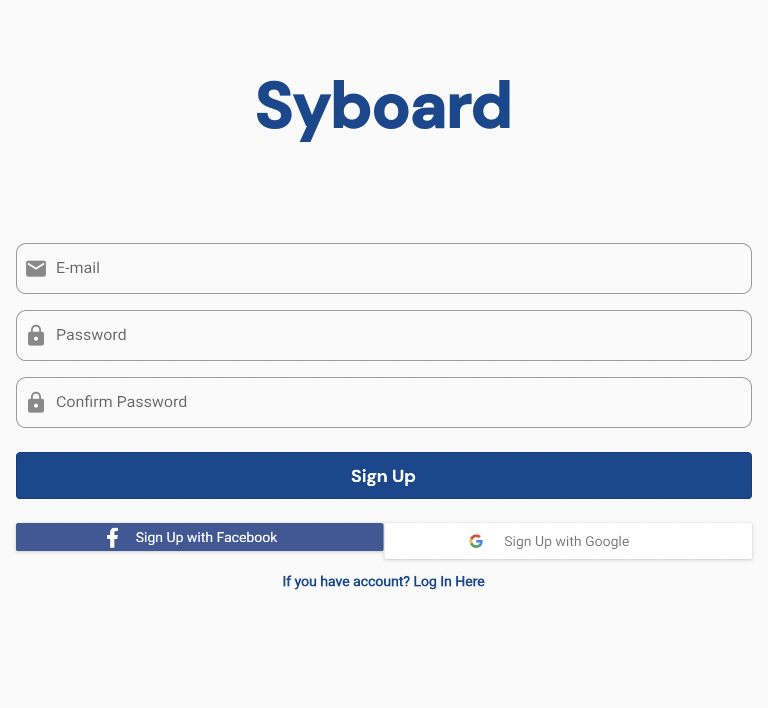 Syboard
E-mail
Password
Confirm Password
Sign Up
Sign Up with Facebook
Sign Up with Google
If you have account? Log In Here